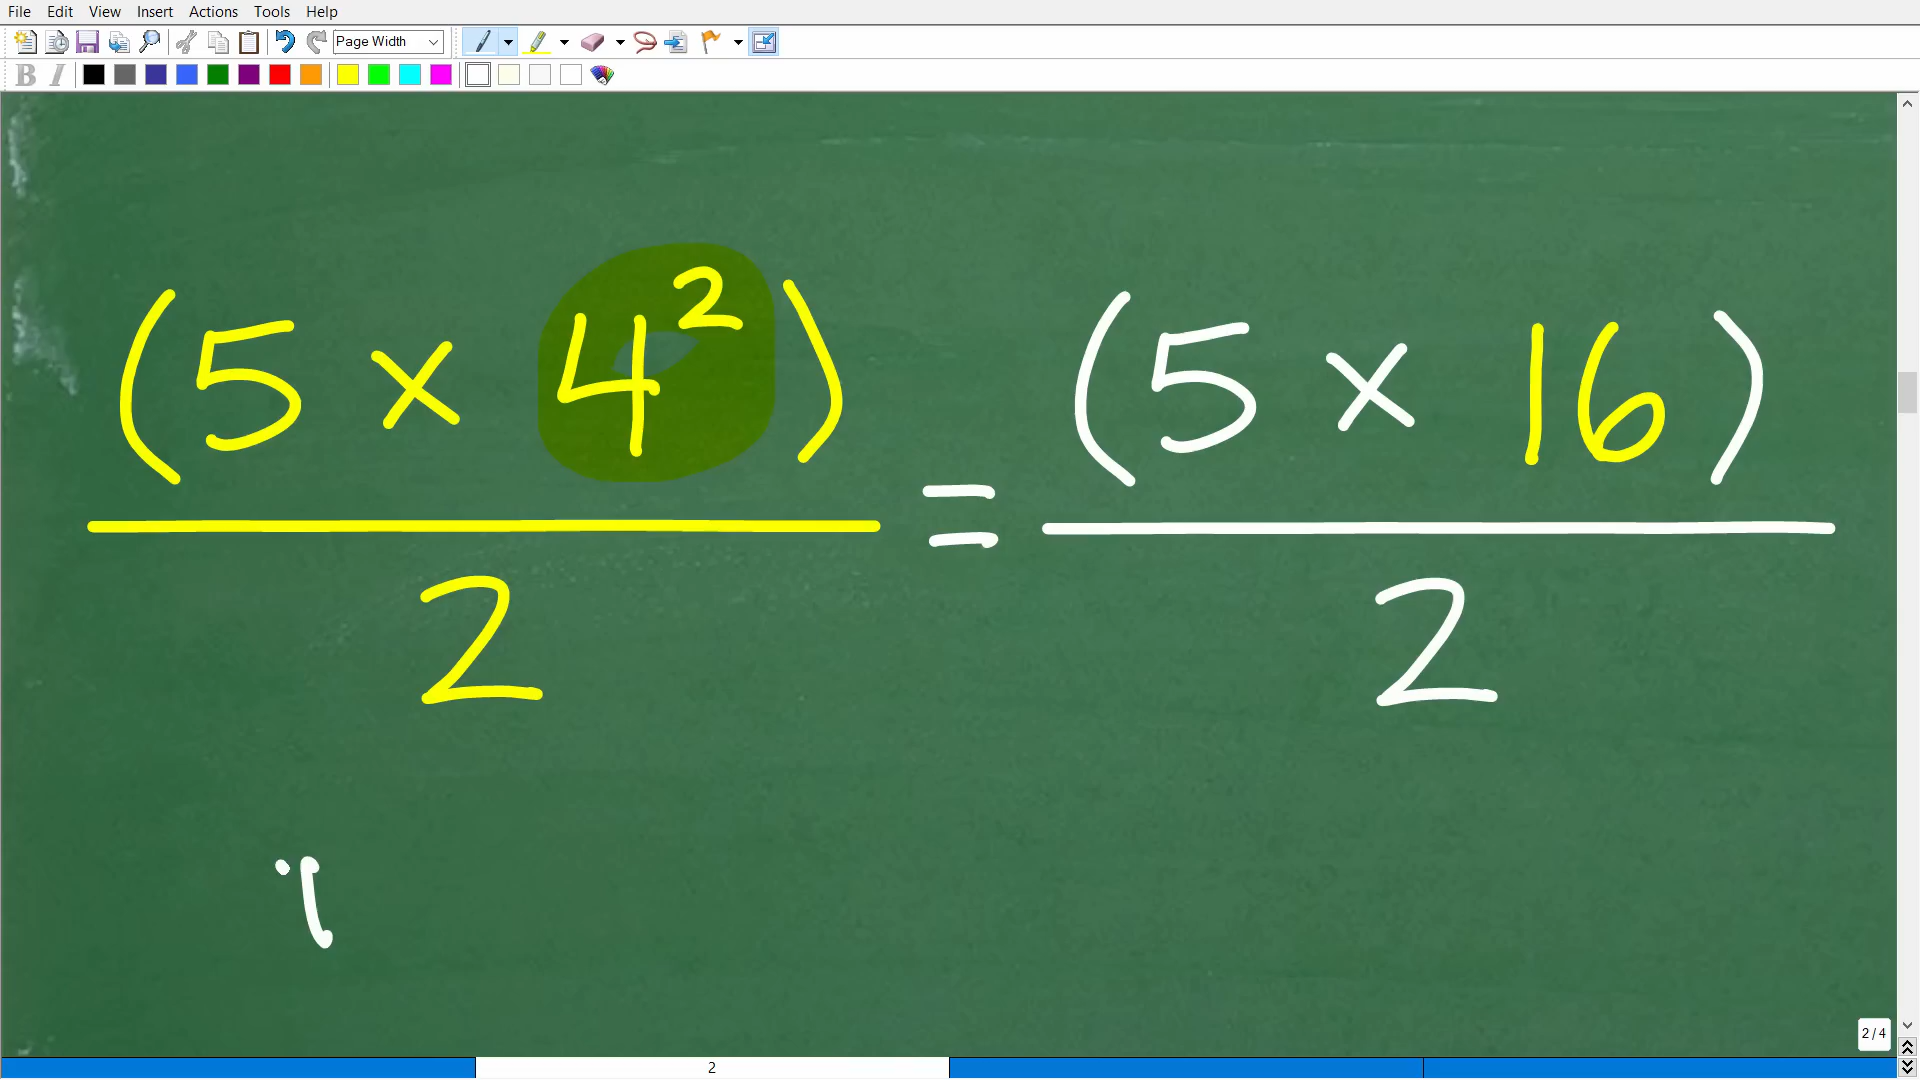 File Edit View Insert Actions Tools Help
Page Width
B I
(5 × 4²) = (5 × 16)
2 2
2 / 4
2